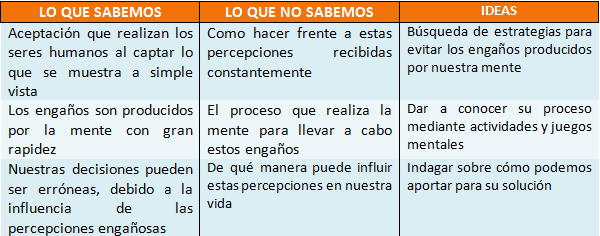 LO QUE SABEMOS
LO QUE NO SABEMOS
IDEAS
Aceptación que realizan los
seres humanos al captar lo
que se muestra a simple
vista
Como hacer frente a estas
percepciones recibidas
constantemente
Búsqueda de estrategias para
evitar los engaños producidos
por nuestra mente
Los engaños son producidos
por la mente con gran
rapidez
El proceso que realiza la
mente para llevar a cabo
estos engaños
Dar a conocer su proceso
mediante actividades y juegos
mentales
Nuestras decisiones pueden
ser erróneas, debido a la
influencia de las
percepciones engañosas
De qué manera puede influir
estas percepciones en nuestra
vida
Indagar sobre cómo podemos
aportar para su solución